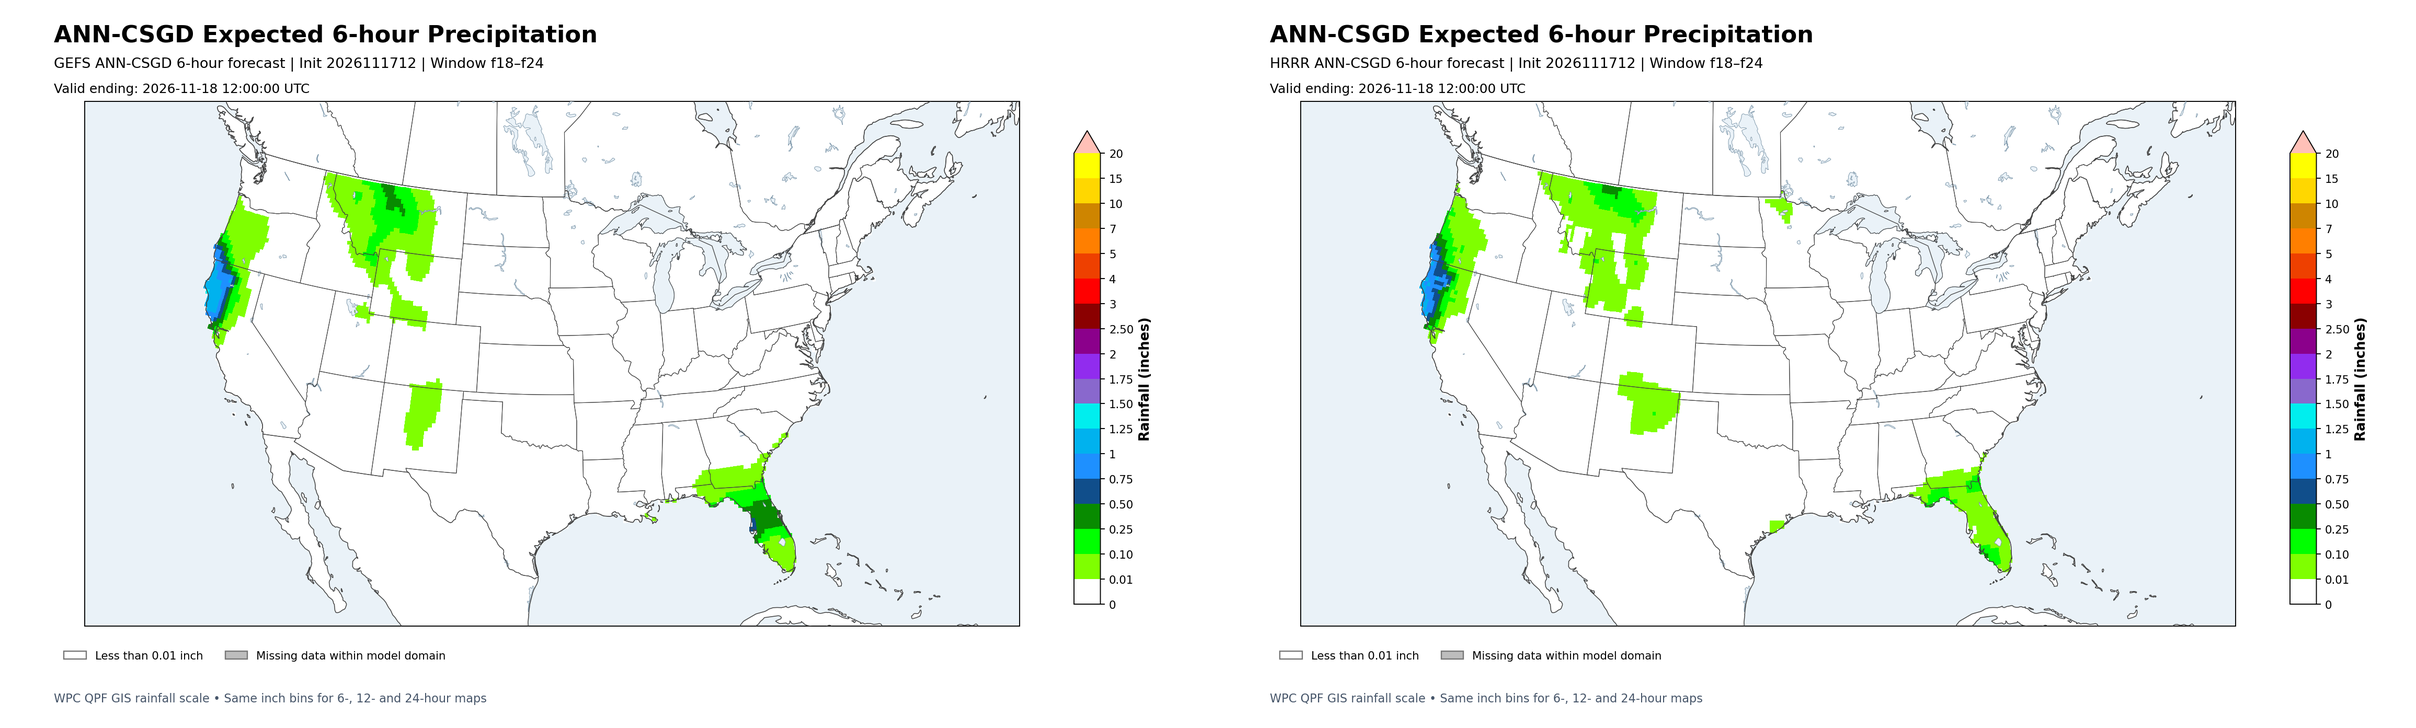 ANN-CSGD Expected 6-hour Precipitation
GEFS ANN-CSGD 6-hour forecast | Init 2026111712 | Window f18–f24
Valid ending: 2026-11-18 12:00:00 UTC
20
15
10
7
5
4
3
2.50
2
1.75
1.50
1.25
1
0.75
0.50
0.25
0.10
0.01
0
Rainfall (inches)
Less than 0.01 inch
Missing data within model domain
WPC QPF GIS rainfall scale • Same inch bins for 6-, 12- and 24-hour maps
ANN-CSGD Expected 6-hour Precipitation
HRRR ANN-CSGD 6-hour forecast | Init 2026111712 | Window f18–f24
Valid ending: 2026-11-18 12:00:00 UTC
20
15
10
7
5
4
3
2.50
2
1.75
1.50
1.25
1
0.75
0.50
0.25
0.10
0.01
0
Rainfall (inches)
Less than 0.01 inch
Missing data within model domain
WPC QPF GIS rainfall scale • Same inch bins for 6-, 12- and 24-hour maps